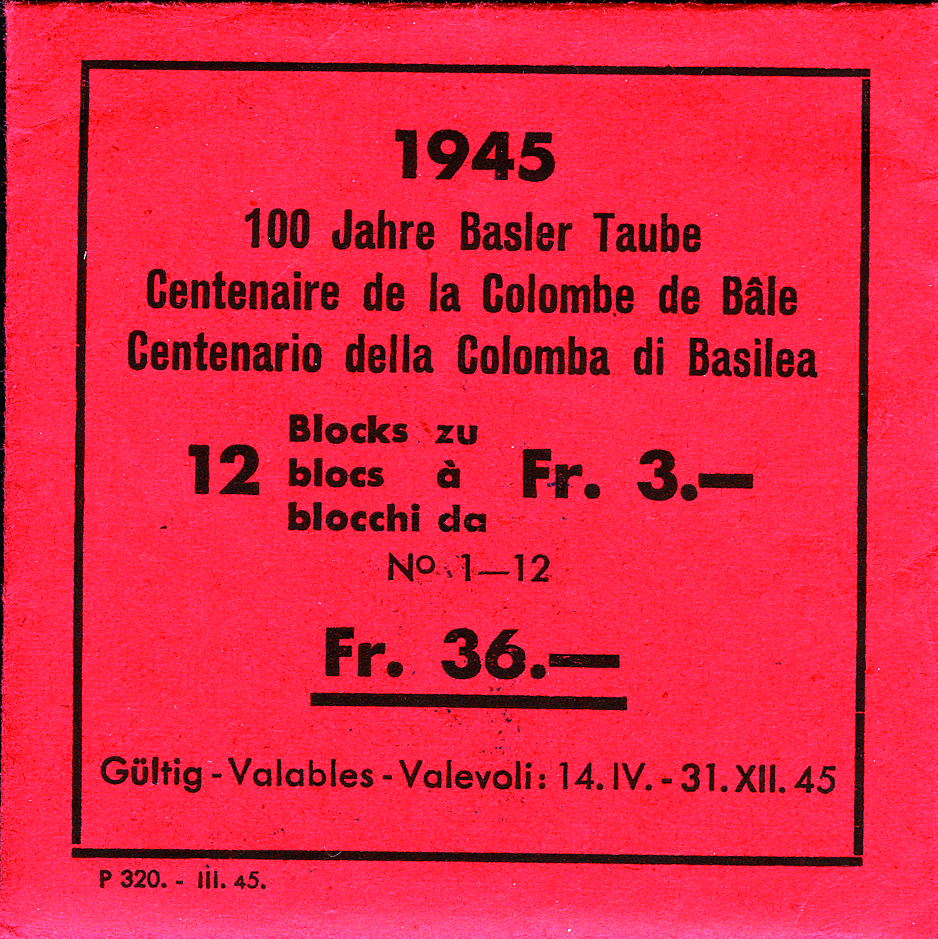 1945
100 Jahre Basler Taube
Centenaire de la Colombe de Bâle
Centenario della Colomba di Basilea
12 Blocks zu
blocs à
blocchi da
Fr. 3.—
Nº 1—12
Fr. 36.—
Gültig - Valables - Valevoli: 14. IV. - 31. XII. 45
P 320. - III. 45.